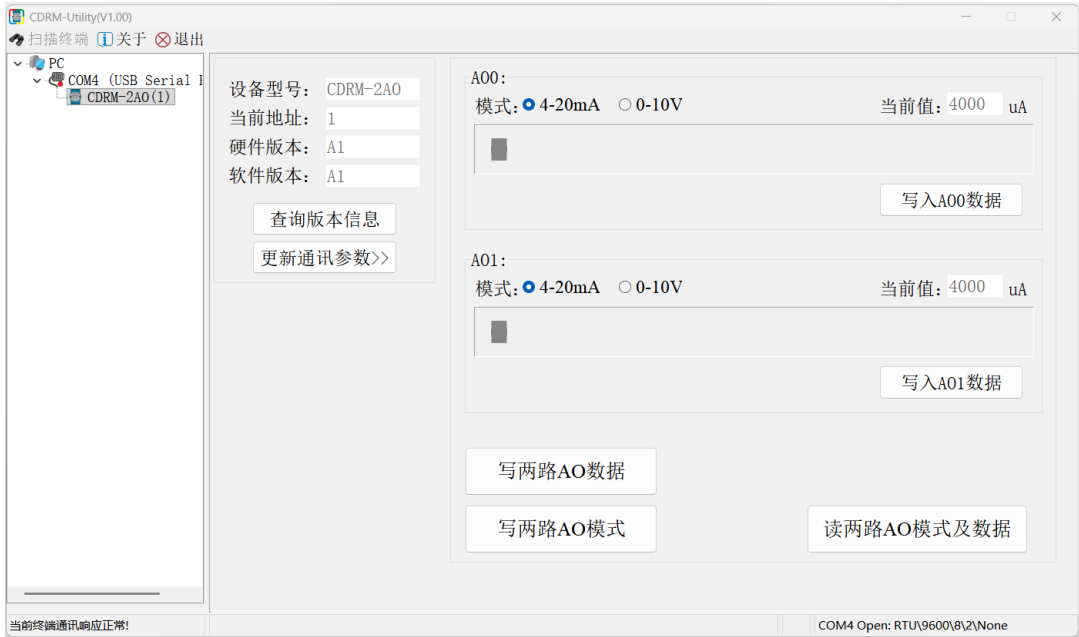 CDRM-Utility(V1.00)
扫描终端 关于 退出
PC
COM4 (USB Serial
CDRM-2AO(1)
设备型号: CDRM-2AO
当前地址: 1
硬件版本: A1
软件版本: A1
查询版本信息
更新通讯参数>>
AO0:
模式: 4-20mA 0-10V 当前值: 4000 uA
写入AO0数据
AO1:
模式: 4-20mA 0-10V 当前值: 4000 uA
写入AO1数据
写两路AO数据
写两路AO模式 读两路AO模式及数据
当前终端通讯响应正常! COM4 Open: RTU\9600\8\2\None